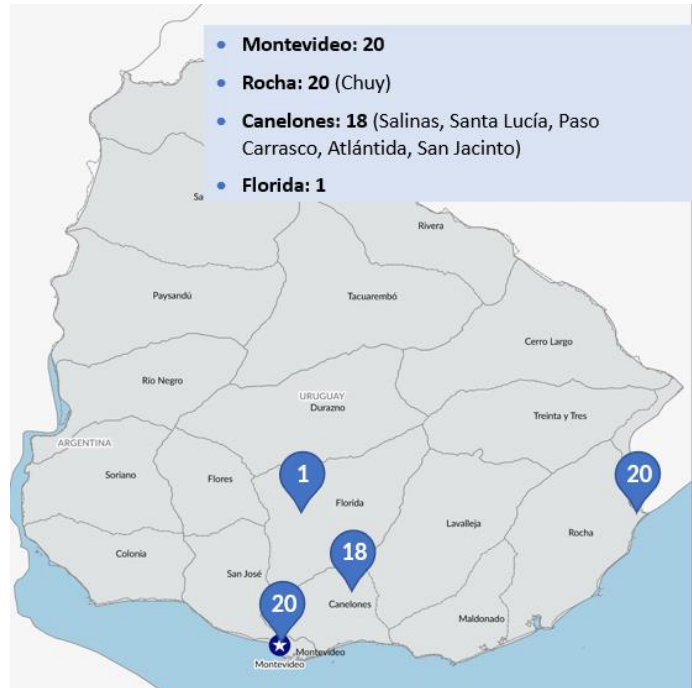 • Montevideo: 20
• Rocha: 20 (Chuy)
• Canelones: 18 (Salinas, Santa Lucía, Paso
Carrasco, Atlántida, San Jacinto)
• Florida: 1
Sa
Rivera
Paysandú
Tacuarembó
Cerro Largo
Río Negro
URUGUAY
Durazno
Treinta y Tres
ARGENTINA
Soriano
Flores
1
Florida
20
Lavalleja
Rocha
Colonia
18
San José
20
Canelones
Maldonado
Montevideo
Montevideo